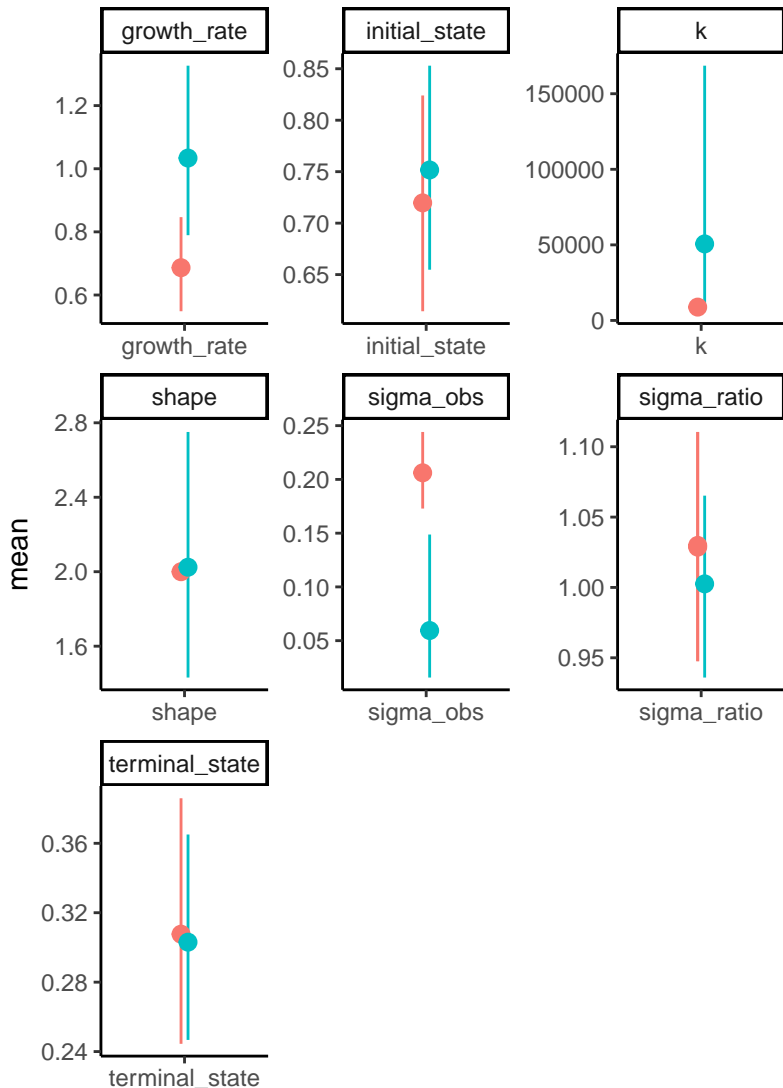 growth_rate
initial_state
k
1.2
1.0
0.8
0.6
0.85
0.80
0.75
0.70
0.65
150000
100000
50000
0
growth_rate
initial_state
k
shape
sigma_obs
sigma_ratio
2.8
2.4
2.0
1.6
0.25
0.20
0.15
0.10
0.05
1.10
1.05
1.00
0.95
mean
shape
sigma_obs
sigma_ratio
terminal_state
0.36
0.32
0.28
0.24
terminal_state